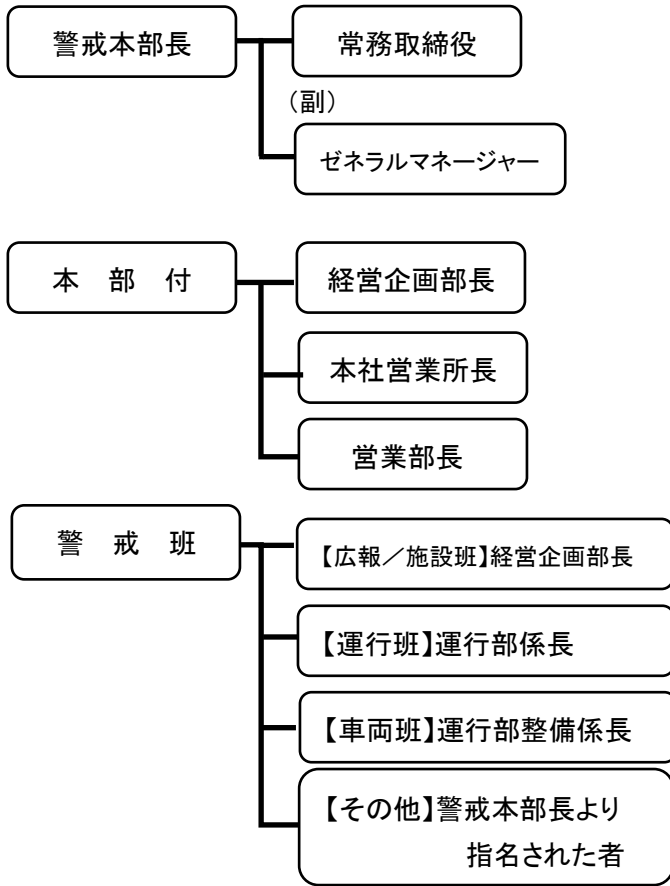 警戒本部長
常務取締役
(副)
ゼネラルマネージャー
本　部　付
経営企画部長
本社営業所長
営業部長
警　戒　班
【広報／施設班】経営企画部長
【運行班】運行部係長
【車両班】運行部整備係長
【その他】警戒本部長より
指名された者